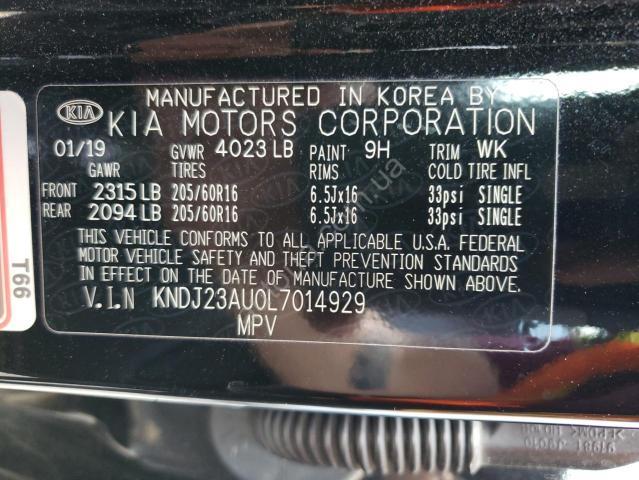 MANUFACTURED IN KOREA BY
KIA KIA MOTORS CORPORATION
01/19 GVWR 4023 LB PAINT 9H TRIM WK
GAWR TIRES RIMS COLD TIRE INFL
FRONT 2315 LB 205/60R16 6.5Jx16 33psi SINGLE
REAR 2094 LB 205/60R16 6.5Jx16 33psi SINGLE
THIS VEHICLE CONFORMS TO ALL APPLICABLE U.S.A. FEDERAL
MOTOR VEHICLE SAFETY AND THEFT PREVENTION STANDARDS
IN EFFECT ON THE DATE OF MANUFACTURE SHOWN ABOVE.
V.I.N KNDJ23AU0L7014929
MPV
T66